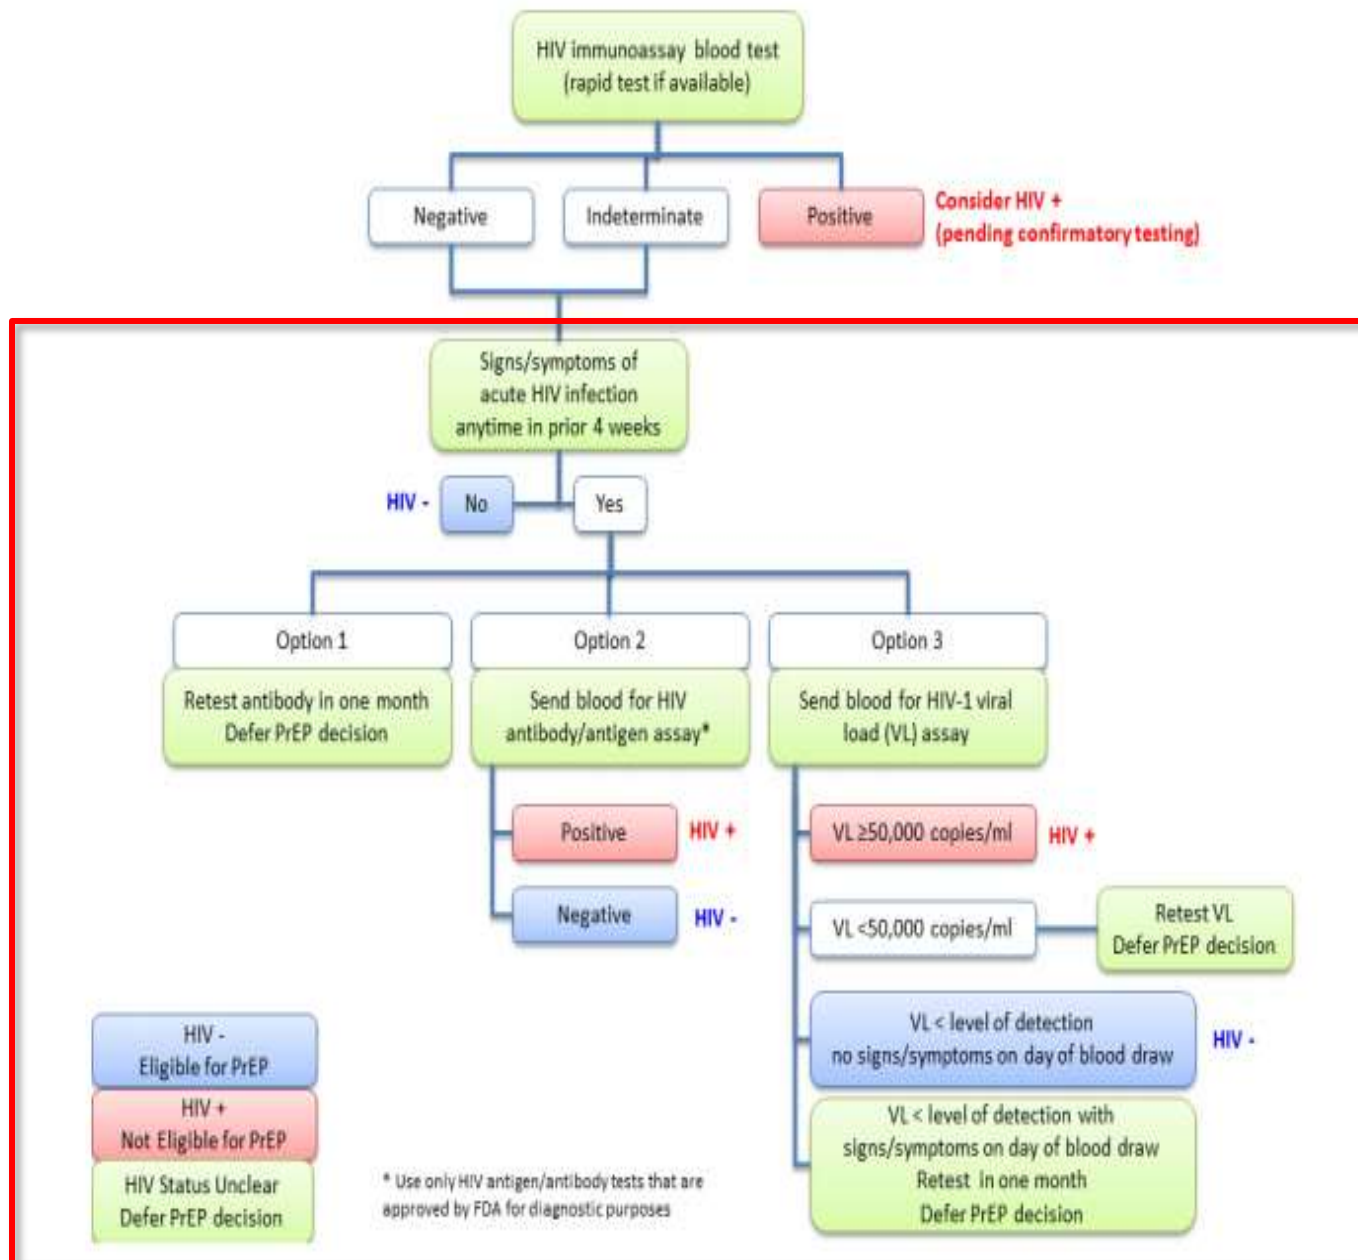 HIV immunoassay blood test
(rapid test if available)
Negative
Indeterminate
Positive
Consider HIV +
(pending confirmatory testing)
Signs/symptoms of
acute HIV infection
anytime in prior 4 weeks
HIV -
No
Yes
Option 1
Option 2
Option 3
Retest antibody in one month
Defer PrEP decision
Send blood for HIV
antibody/antigen assay*
Send blood for HIV-1 viral
load (VL) assay
Positive
HIV +
Negative
HIV -
VL ≥50,000 copies/ml
HIV +
VL <50,000 copies/ml
Retest VL
Defer PrEP decision
VL < level of detection
no signs/symptoms on day of blood draw
HIV -
VL < level of detection with
signs/symptoms on day of blood draw
Retest in one month
Defer PrEP decision
HIV -
Eligible for PrEP
HIV +
Not Eligible for PrEP
HIV Status Unclear
Defer PrEP decision
* Use only HIV antigen/antibody tests that are
approved by FDA for diagnostic purposes